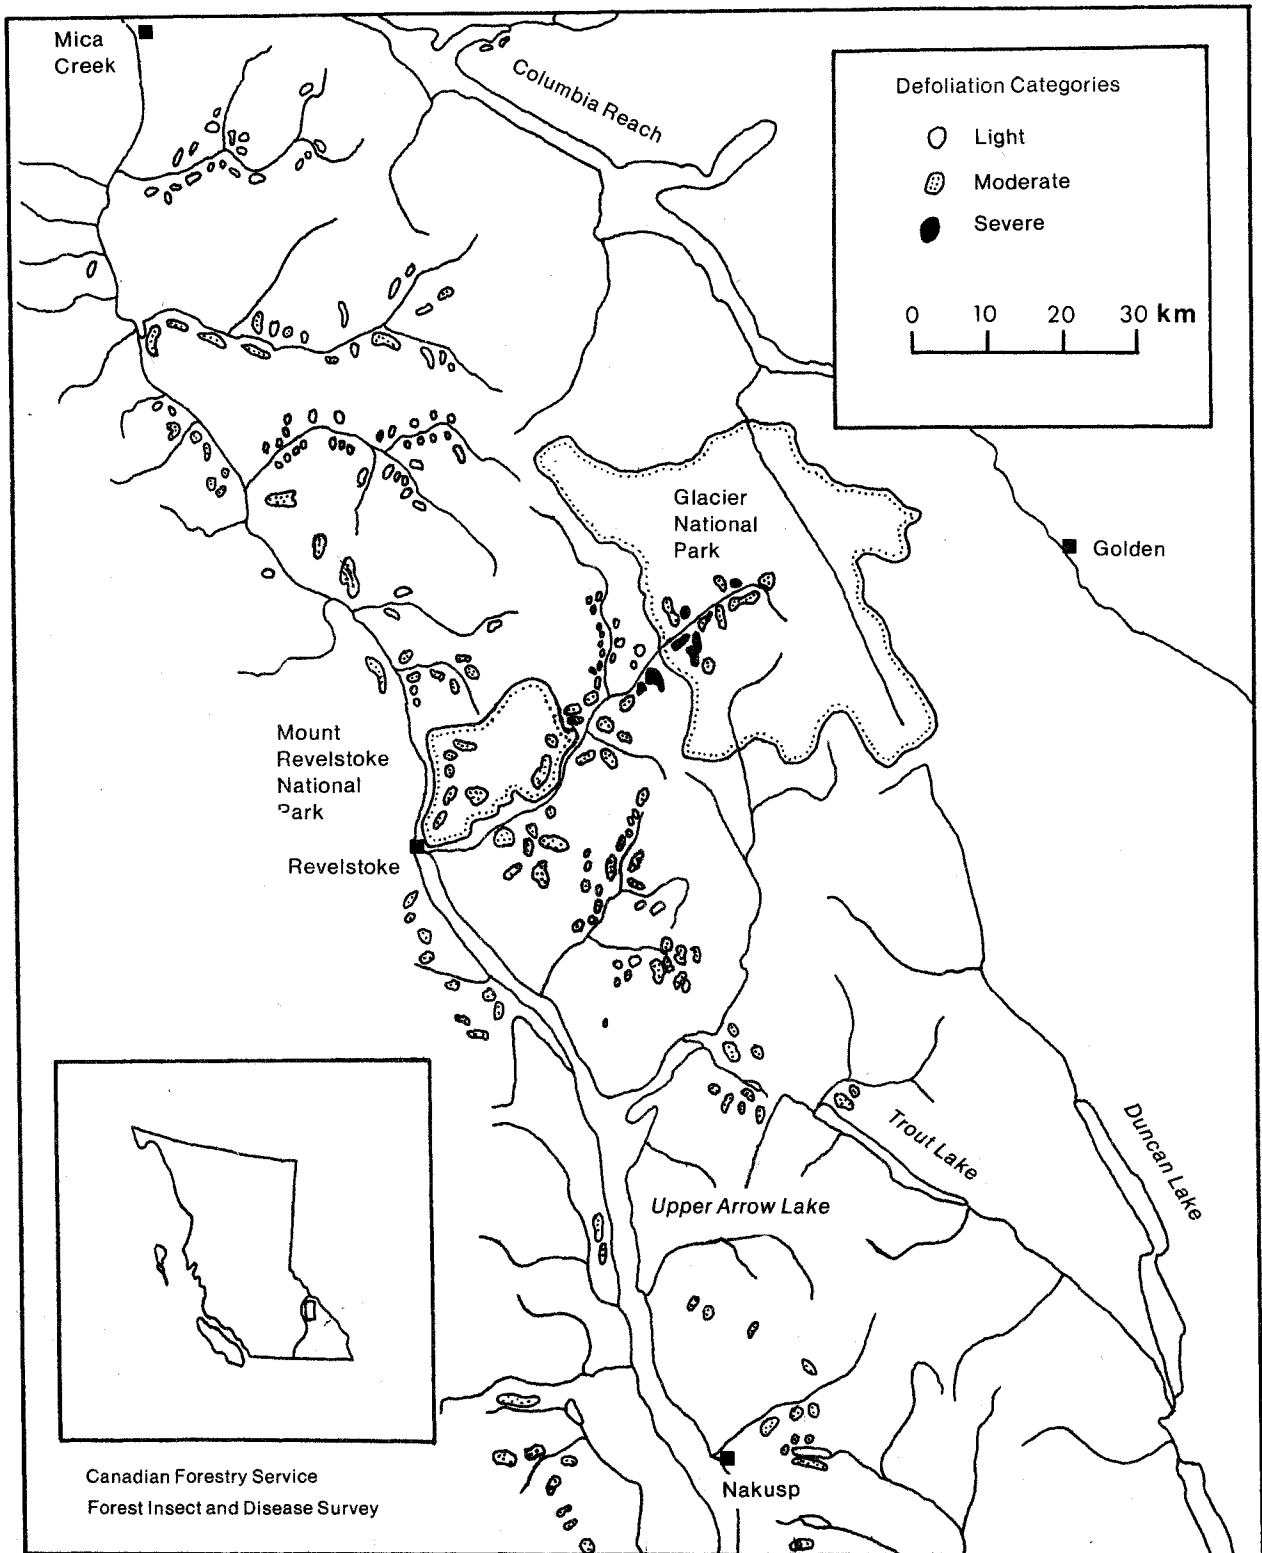 Mica
Creek
Columbia Reach
Defoliation Categories
Light
Moderate
Severe
0 10 20 30 km
Glacier
National
Park
Golden
Mount
Revelstoke
National
Park
Revelstoke
Trout Lake
Duncan Lake
Upper Arrow Lake
Nakusp
Canadian Forestry Service
Forest Insect and Disease Survey